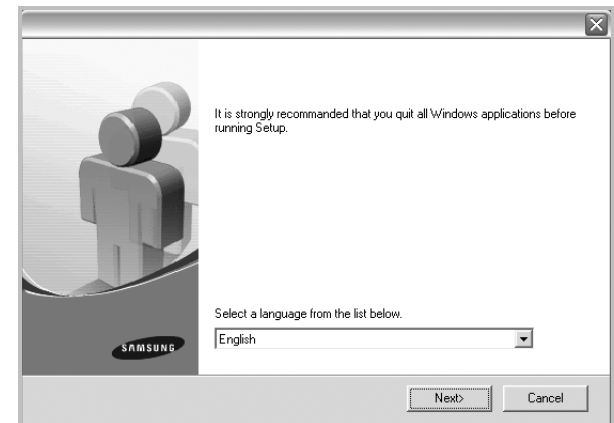 It is strongly recommanded that you quit all Windows applications before
running Setup.
Select a language from the list below.
SAMSUNG
English
Next>
Cancel